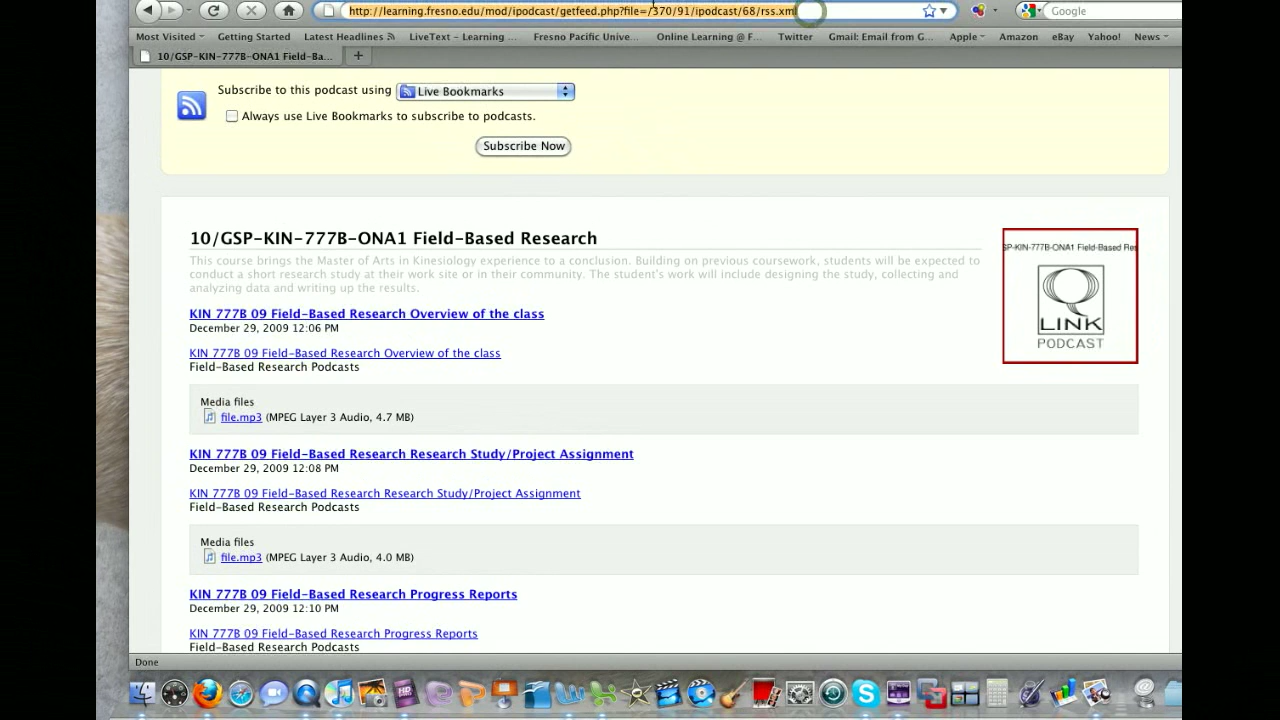 http://learning.fresno.edu/mod/ipodcast/getfeed.php?file=/370/91/ipodcast/68/rss.xml
Google
Most Visited
Getting Started
Latest Headlines
LiveText - Learning ...
Fresno Pacific Unive...
Online Learning @ F...
Twitter
Gmail: Email from G...
Apple
Amazon
eBay
Yahoo!
News
10/GSP-KIN-777B-ONA1 Field-Ba...
Subscribe to this podcast using
Live Bookmarks
Always use Live Bookmarks to subscribe to podcasts.
Subscribe Now
10/GSP-KIN-777B-ONA1 Field-Based Research
This course brings the Master of Arts in Kinesiology experience to a conclusion. Building on previous coursework, students will be expected to
conduct a short research study at their work site or in their community. The student's work will include designing the study, collecting and
analyzing data and writing up the results.
SP-KIN-777B-ONA1 Field-Based Res
LINK
PODCAST
KIN 777B 09 Field-Based Research Overview of the class
December 29, 2009 12:06 PM
KIN 777B 09 Field-Based Research Overview of the class
Field-Based Research Podcasts
Media files
file.mp3 (MPEG Layer 3 Audio, 4.7 MB)
KIN 777B 09 Field-Based Research Research Study/Project Assignment
December 29, 2009 12:08 PM
KIN 777B 09 Field-Based Research Research Study/Project Assignment
Field-Based Research Podcasts
Media files
file.mp3 (MPEG Layer 3 Audio, 4.0 MB)
KIN 777B 09 Field-Based Research Progress Reports
December 29, 2009 12:10 PM
KIN 777B 09 Field-Based Research Progress Reports
Field-Based Research Podcasts
Done